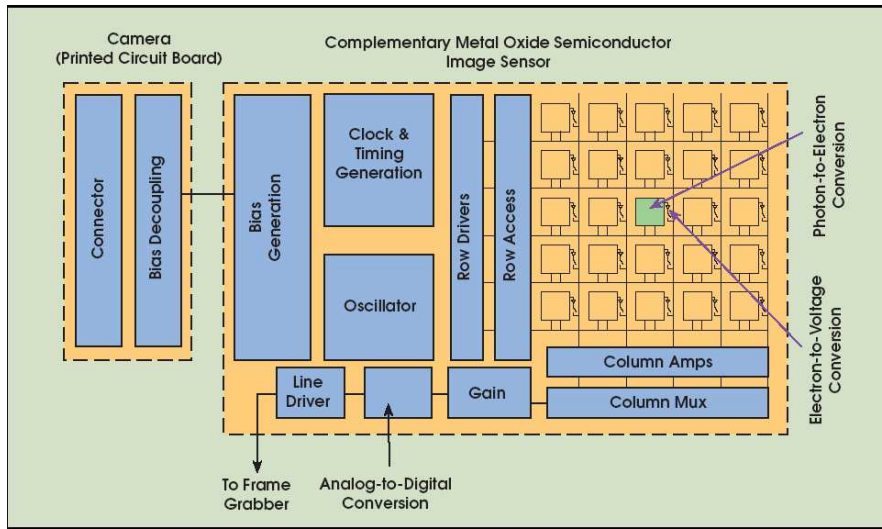 Camera
(Printed Circuit Board)
Complementary Metal Oxide Semiconductor
Image Sensor
Connector
Bias Decoupling
Bias
Generation
Clock &
Timing
Generation
Oscillator
Row Drivers
Row Access
Photon-to-Electron
Conversion
Electron-to-Voltage
Conversion
Column Amps
Column Mux
Gain
Line
Driver
To Frame
Grabber
Analog-to-Digital
Conversion